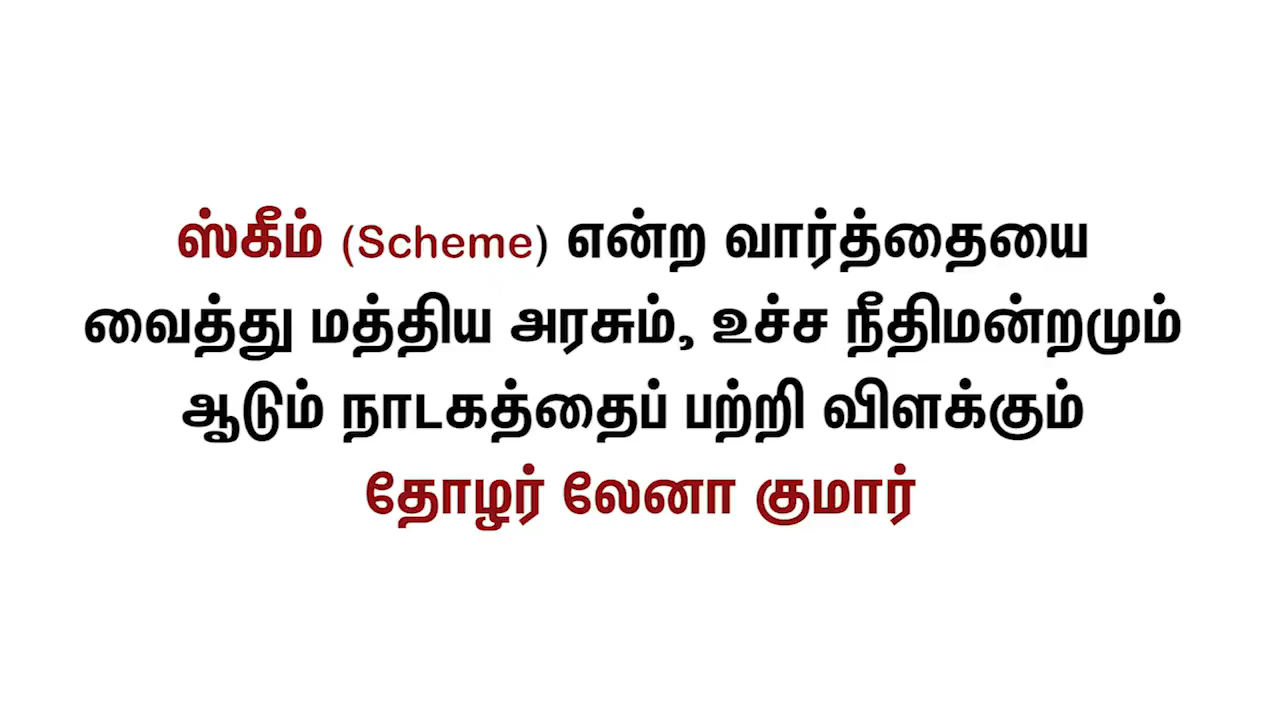 ஸ்கீம் (Scheme) என்ற வார்த்தையை
வைத்து மத்திய அரசும், உச்ச நீதிமன்றமும்
ஆடும் நாடகத்தைப் பற்றி விளக்கும்
தோழர் லேனா குமார்